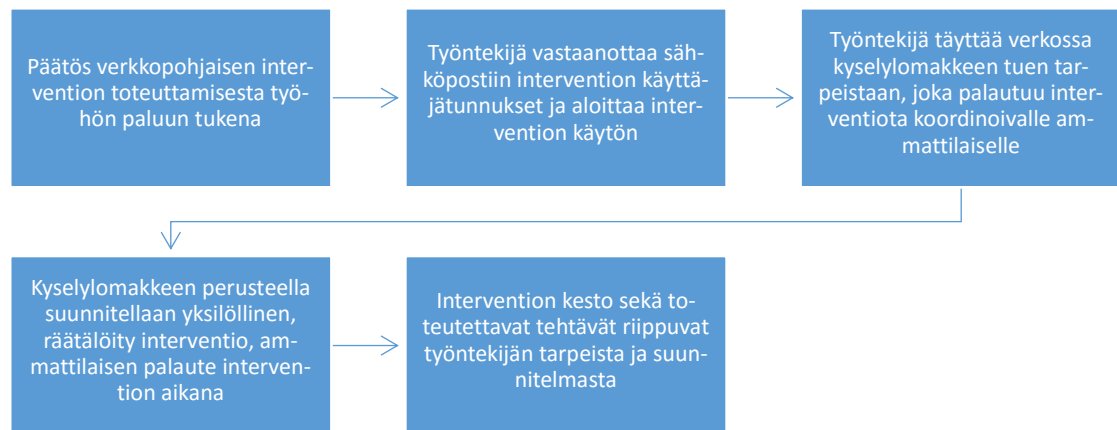 Päätös verkkopohjaisen inter-
vention toteuttamisesta työ-
hön paluun tukena
Työntekijä vastaanottaa säh-
köpostiin intervention käyttä-
jätunnukset ja aloittaa inter-
vention käytön
Työntekijä täyttää verkossa
kyselylomakkeen tuen tar-
peistaan, joka palautuu inter-
ventiota koordinoivalle am-
mattilaiselle
Kyselylomakkeen perusteella
suunnitellaan yksilöllinen,
räätälöity interventio, am-
mattilaisen palaute interven-
tion aikana
Intervention kesto sekä to-
teutettavat tehtävät riippuvat
työntekijän tarpeista ja suun-
nitelmasta